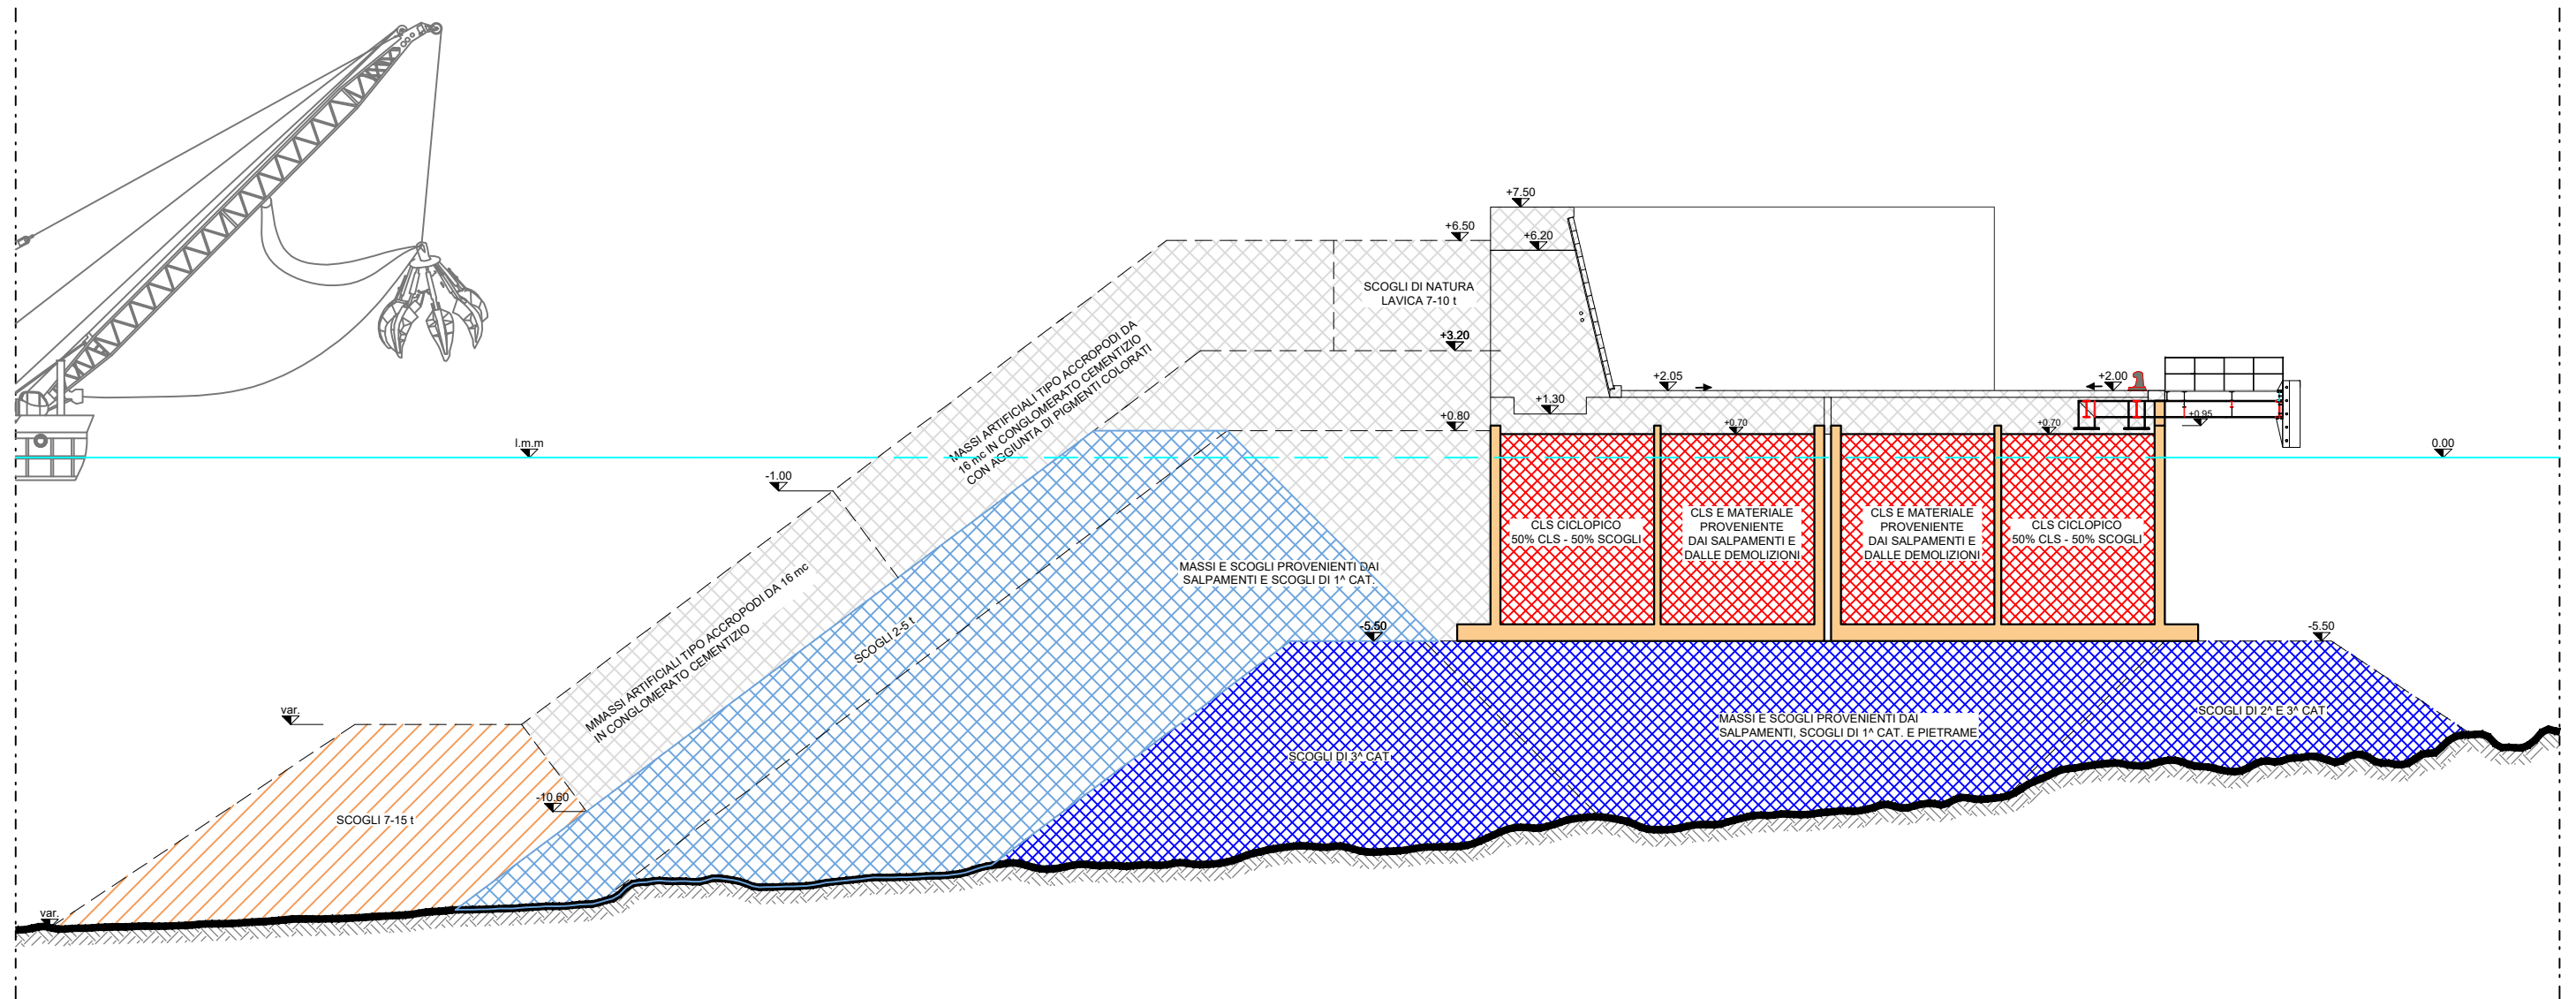 +7.50
+6.50
+6.20
SCOGLI DI NATURA
LAVICA 7-10 t
+3.20
MASSI ARTIFICIALI TIPO ACCROPODI DA
16 mc IN CONGLOMERATO CEMENTIZIO
CON AGGIUNTA DI PIGMENTI COLORATI
+2.05
+2.00
+1.30
+0.80
+0.70
+0.70
+0.95
l.m.m
0.00
-1.00
CLS CICLOPICO
50% CLS - 50% SCOGLI
CLS E MATERIALE
PROVENIENTE
DAI SALPAMENTI E
DALLE DEMOLIZIONI
CLS E MATERIALE
PROVENIENTE
DAI SALPAMENTI E
DALLE DEMOLIZIONI
CLS CICLOPICO
50% CLS - 50% SCOGLI
MASSI E SCOGLI PROVENIENTI DAI
SALPAMENTI E SCOGLI DI 1^ CAT.
MMASSI ARTIFICIALI TIPO ACCROPODI DA 16 mc
IN CONGLOMERATO CEMENTIZIO
SCOGLI 2-5 t
-5.50
-5.50
var.
SCOGLI DI 2^ E 3^ CAT.
MASSI E SCOGLI PROVENIENTI DAI
SALPAMENTI, SCOGLI DI 1^ CAT. E PIETRAME
SCOGLI DI 3^ CAT.
-10.60
SCOGLI 7-15 t
var.